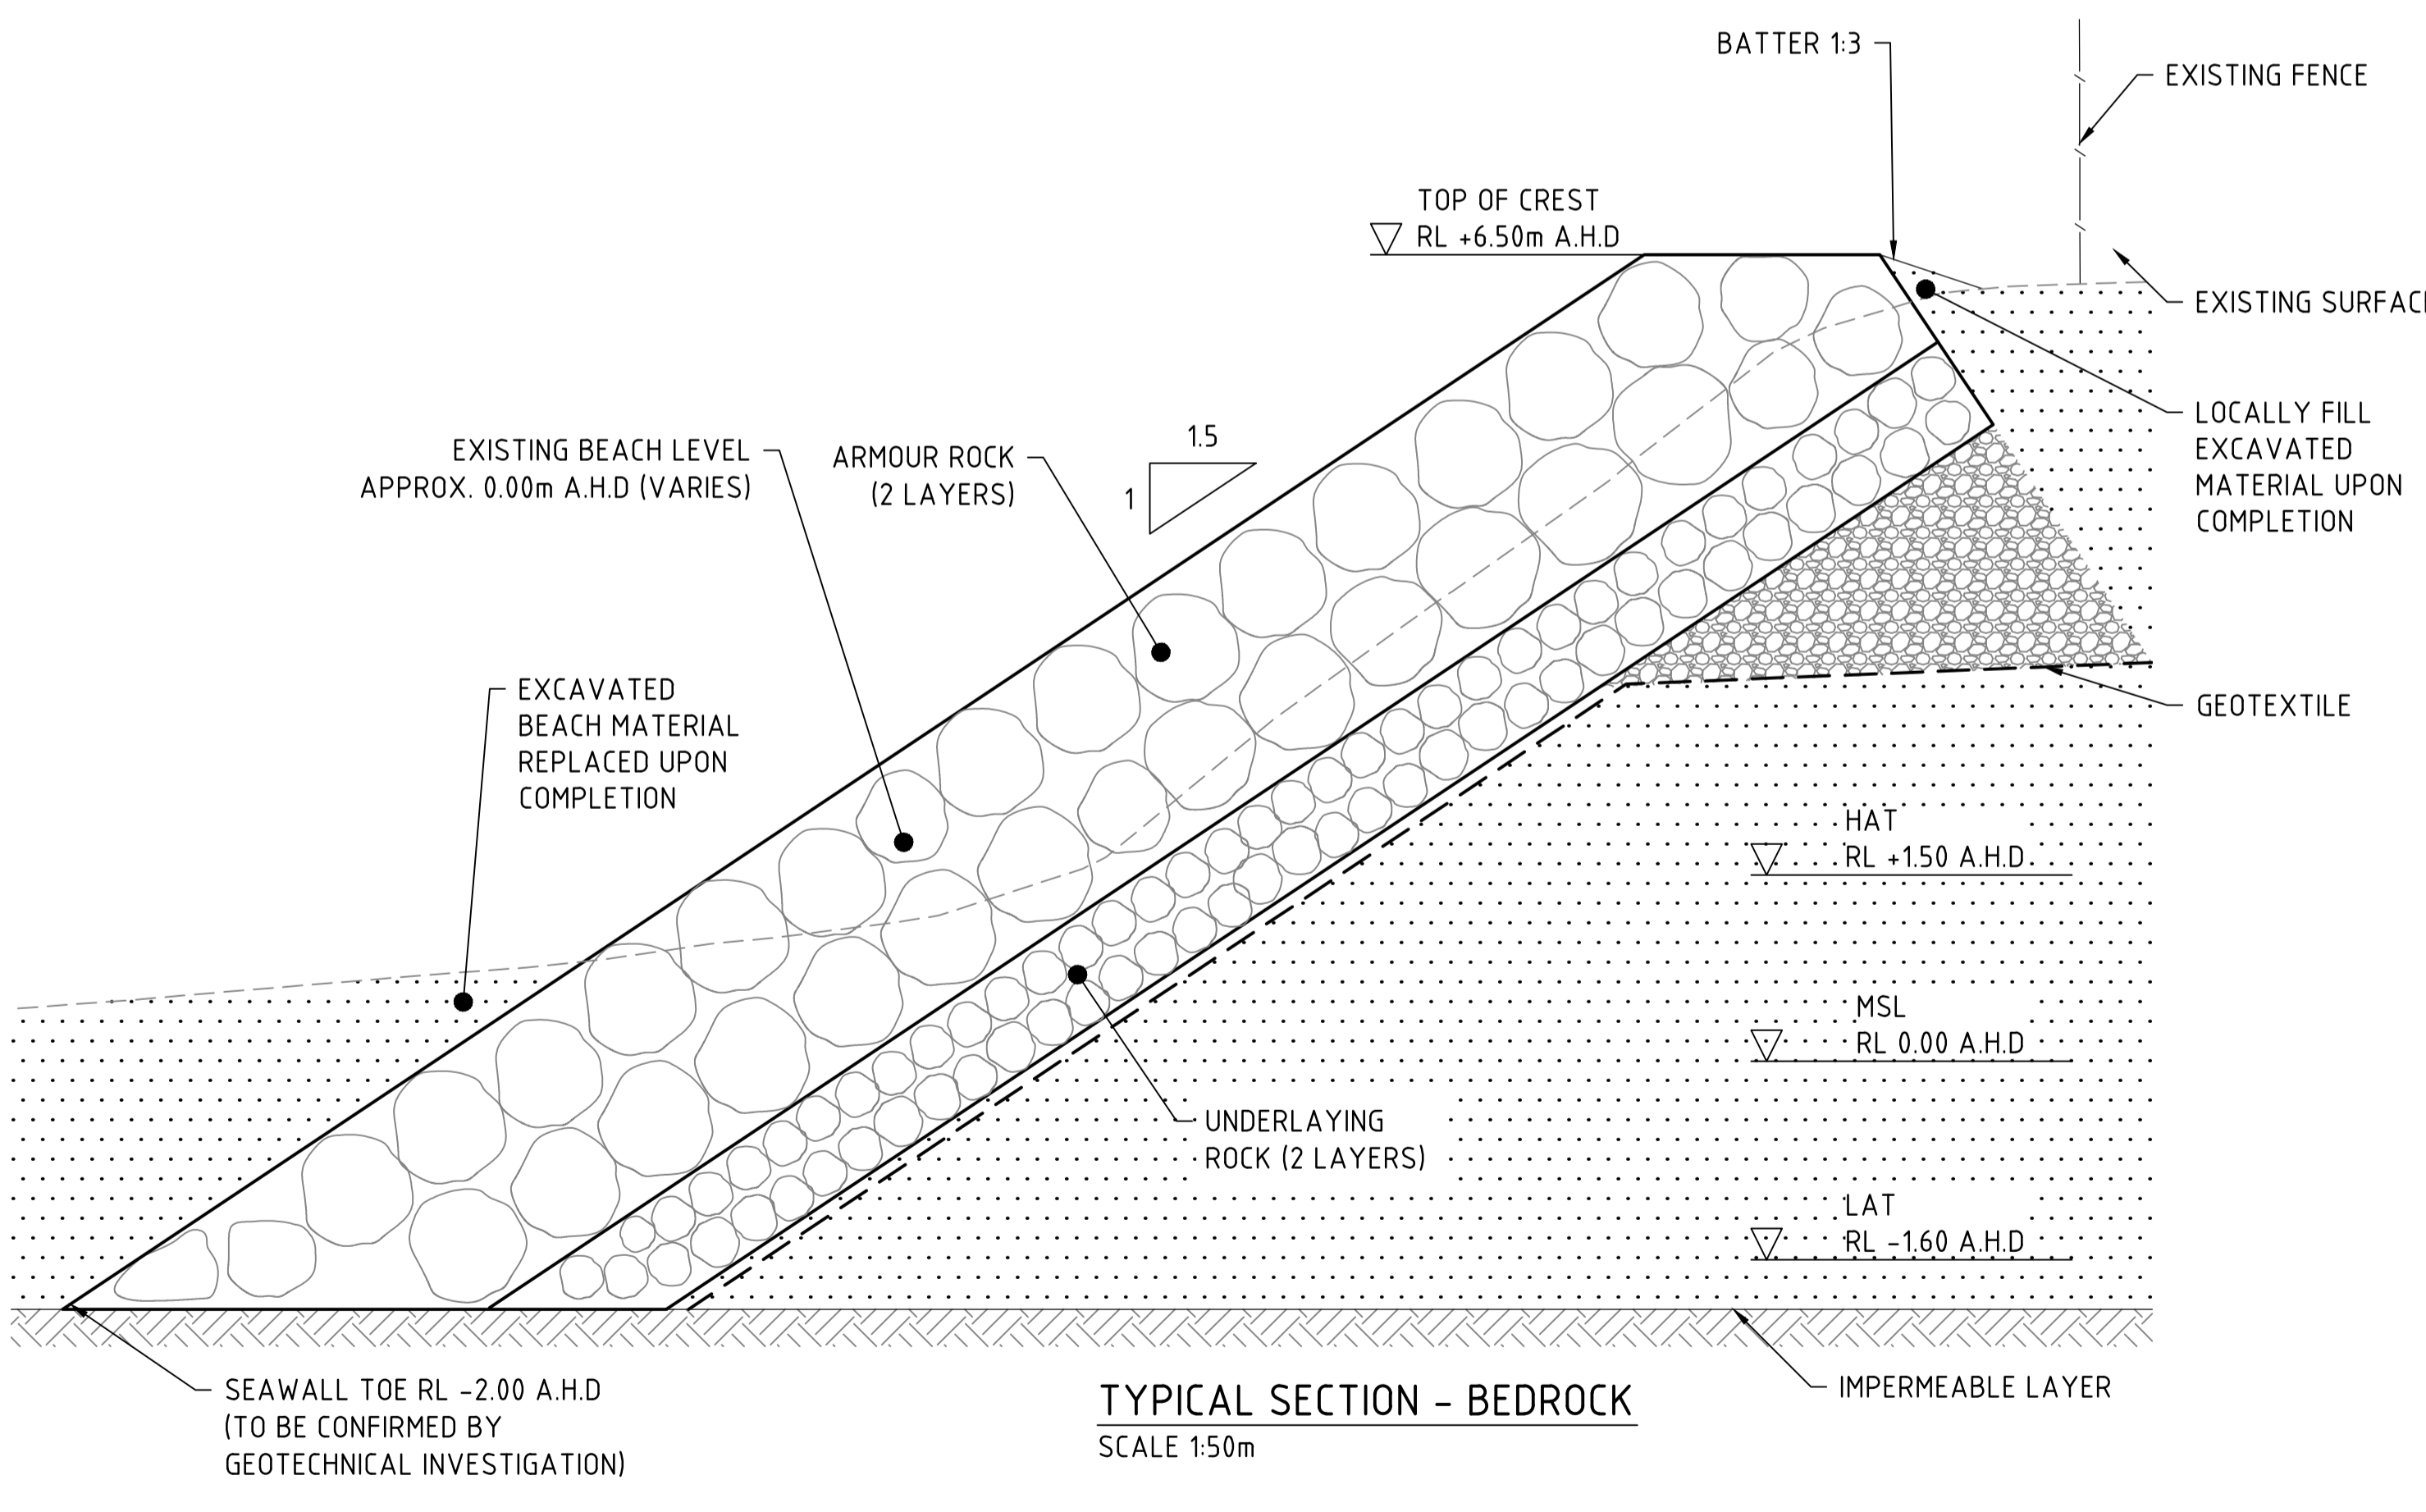 BATTER 1:3
EXISTING FENCE
TOP OF CREST
RL +6.50m A.H.D
EXISTING SURFACE
LOCALLY FILL
EXCAVATED
MATERIAL UPON
COMPLETION
1.5
1
EXISTING BEACH LEVEL
APPROX. 0.00m A.H.D (VARIES)
ARMOUR ROCK
(2 LAYERS)
EXCAVATED
BEACH MATERIAL
REPLACED UPON
COMPLETION
GEOTEXTILE
HAT
RL +1.50 A.H.D
MSL
RL 0.00 A.H.D
UNDERLAYING
ROCK (2 LAYERS)
LAT
RL -1.60 A.H.D
SEAWALL TOE RL -2.00 A.H.D
(TO BE CONFIRMED BY
GEOTECHNICAL INVESTIGATION)
TYPICAL SECTION - BEDROCK
SCALE 1:50m
IMPERMEABLE LAYER